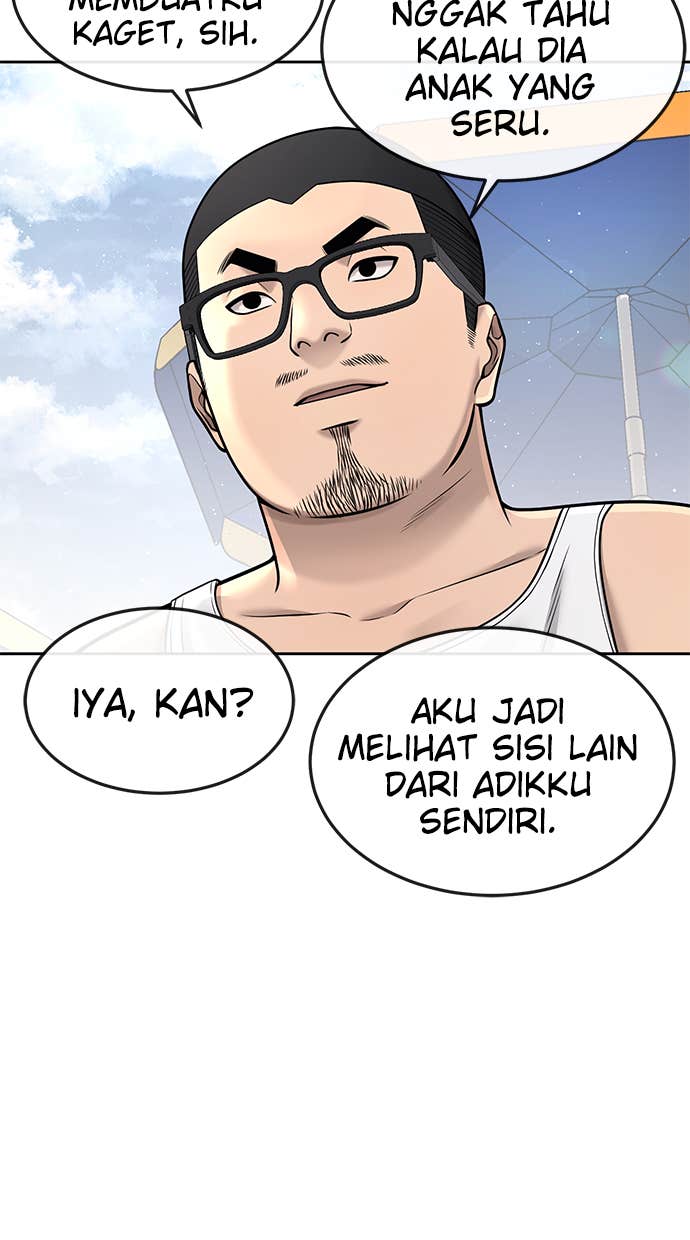 MEMBUATKU
KAGET, SIH.
NGGAK TAHU
KALAU DIA
ANAK YANG
SERU.
IYA, KAN?
AKU JADI
MELIHAT SISI LAIN
DARI ADIKKU
SENDIRI.